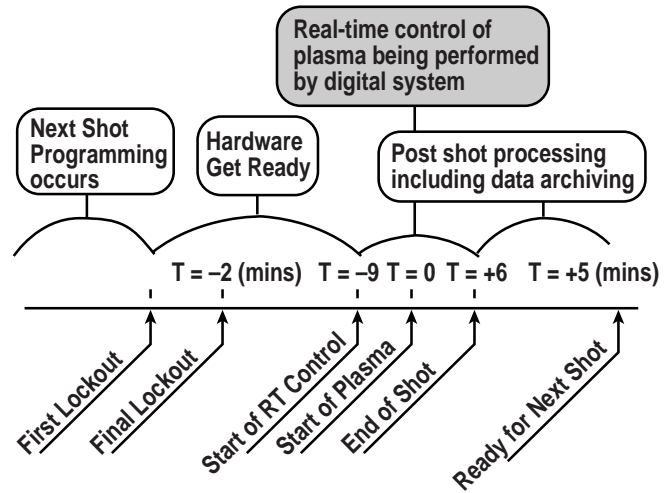 Real-time control of
plasma being performed
by digital system
Next Shot
Programming
occurs
Hardware
Get Ready
Post shot processing
including data archiving
T = –2 (mins) T = –9 T = 0 T = +6 T = +5 (mins)
First Lockout
Final Lockout
Start of RT Control
Start of Plasma
End of Shot
Ready for Next Shot